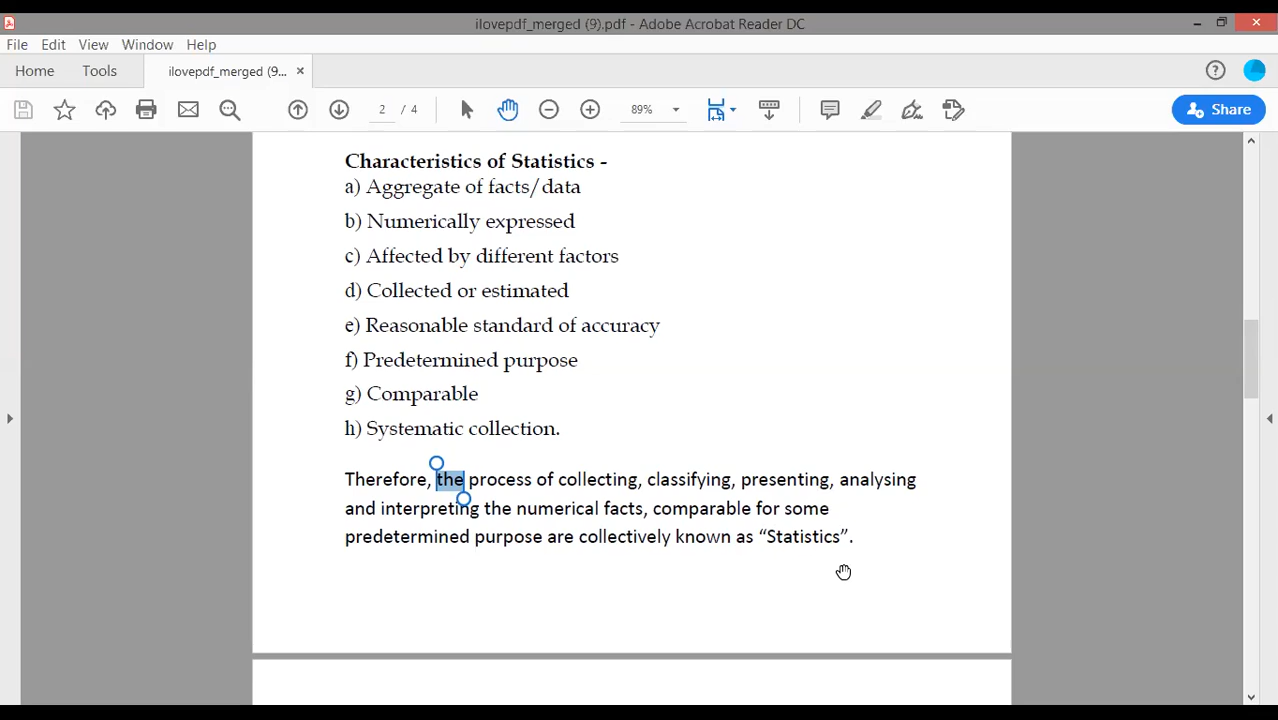 ilovepdf_merged (9).pdf - Adobe Acrobat Reader DC
File Edit View Window Help
Home Tools ilovepdf_merged (9... ×
2 / 4 89% Share
Characteristics of Statistics -
a) Aggregate of facts/data
b) Numerically expressed
c) Affected by different factors
d) Collected or estimated
e) Reasonable standard of accuracy
f) Predetermined purpose
g) Comparable
h) Systematic collection.
Therefore, the process of collecting, classifying, presenting, analysing
and interpreting the numerical facts, comparable for some
predetermined purpose are collectively known as “Statistics”.